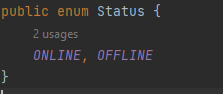 public enum Status {
2 usages
ONLINE, OFFLINE
}